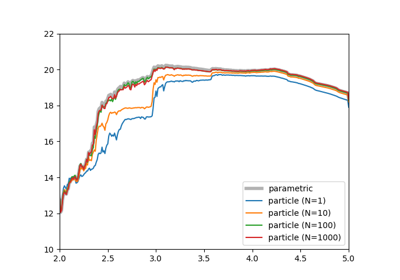 22
20
18
16
14
12
10
2.0 2.5 3.0 3.5 4.0 4.5 5.0
parametric
particle (N=1)
particle (N=10)
particle (N=100)
particle (N=1000)